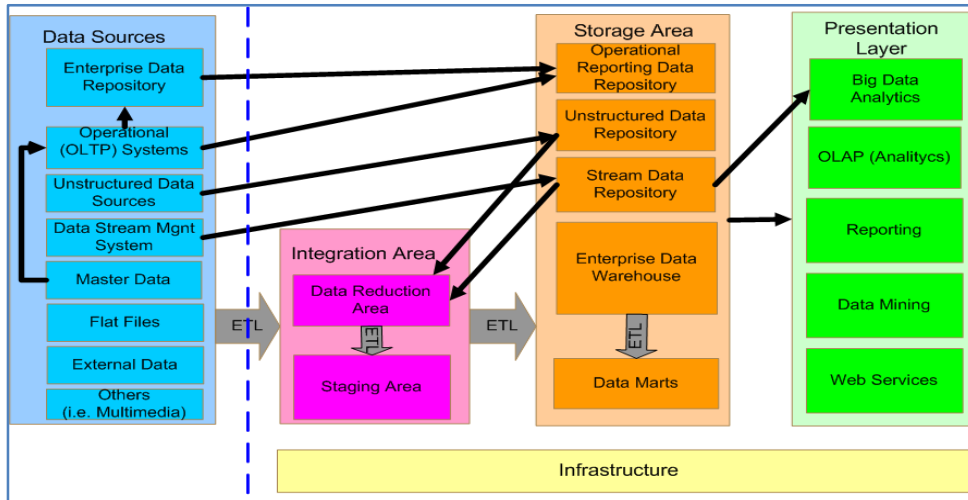 Data Sources
Enterprise Data
Repository
Operational
(OLTP) Systems
Unstructured Data
Sources
Data Stream Mgnt
System
Master Data
Flat Files
External Data
Others
(i.e. Multimedia)
ETL
Integration Area
Data Reduction
Area
ETL
Staging Area
ETL
Storage Area
Operational
Reporting Data
Repository
Unstructured Data
Repository
Stream Data
Repository
Enterprise Data
Warehouse
ETL
Data Marts
Presentation
Layer
Big Data
Analytics
OLAP (Analitycs)
Reporting
Data Mining
Web Services
Infrastructure